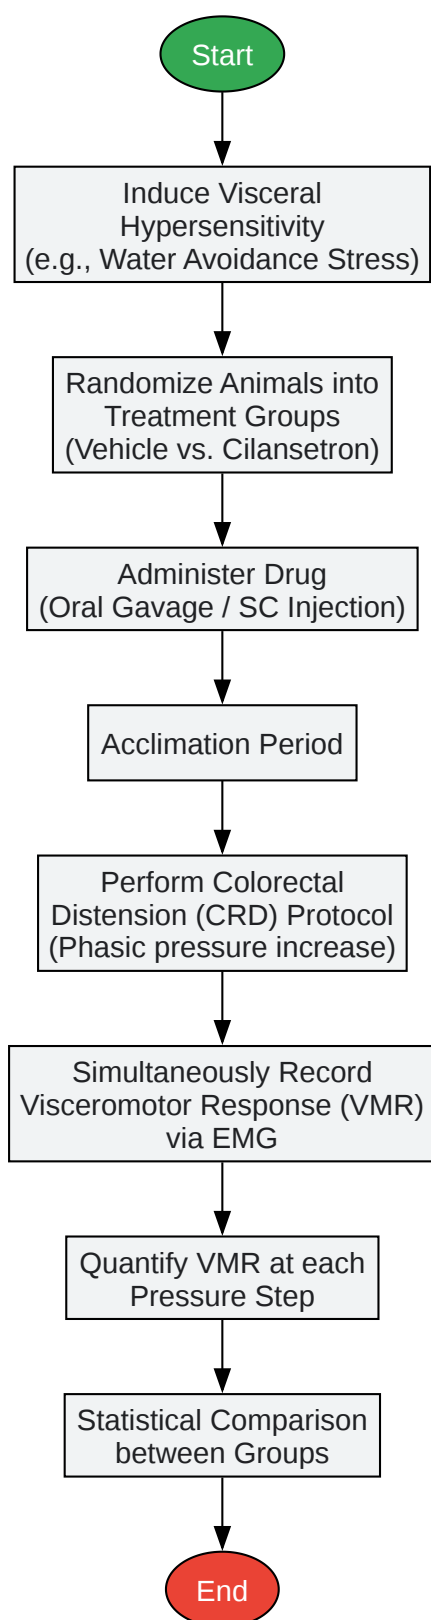 Start
Induce Visceral
Hypersensitivity
(e.g., Water Avoidance Stress)
Randomize Animals into
Treatment Groups
(Vehicle vs. Cilansetron)
Administer Drug
(Oral Gavage / SC Injection)
Acclimation Period
Perform Colorectal
Distension (CRD) Protocol
(Phasic pressure increase)
Simultaneously Record
Visceromotor Response (VMR)
via EMG
Quantify VMR at each
Pressure Step
Statistical Comparison
between Groups
End